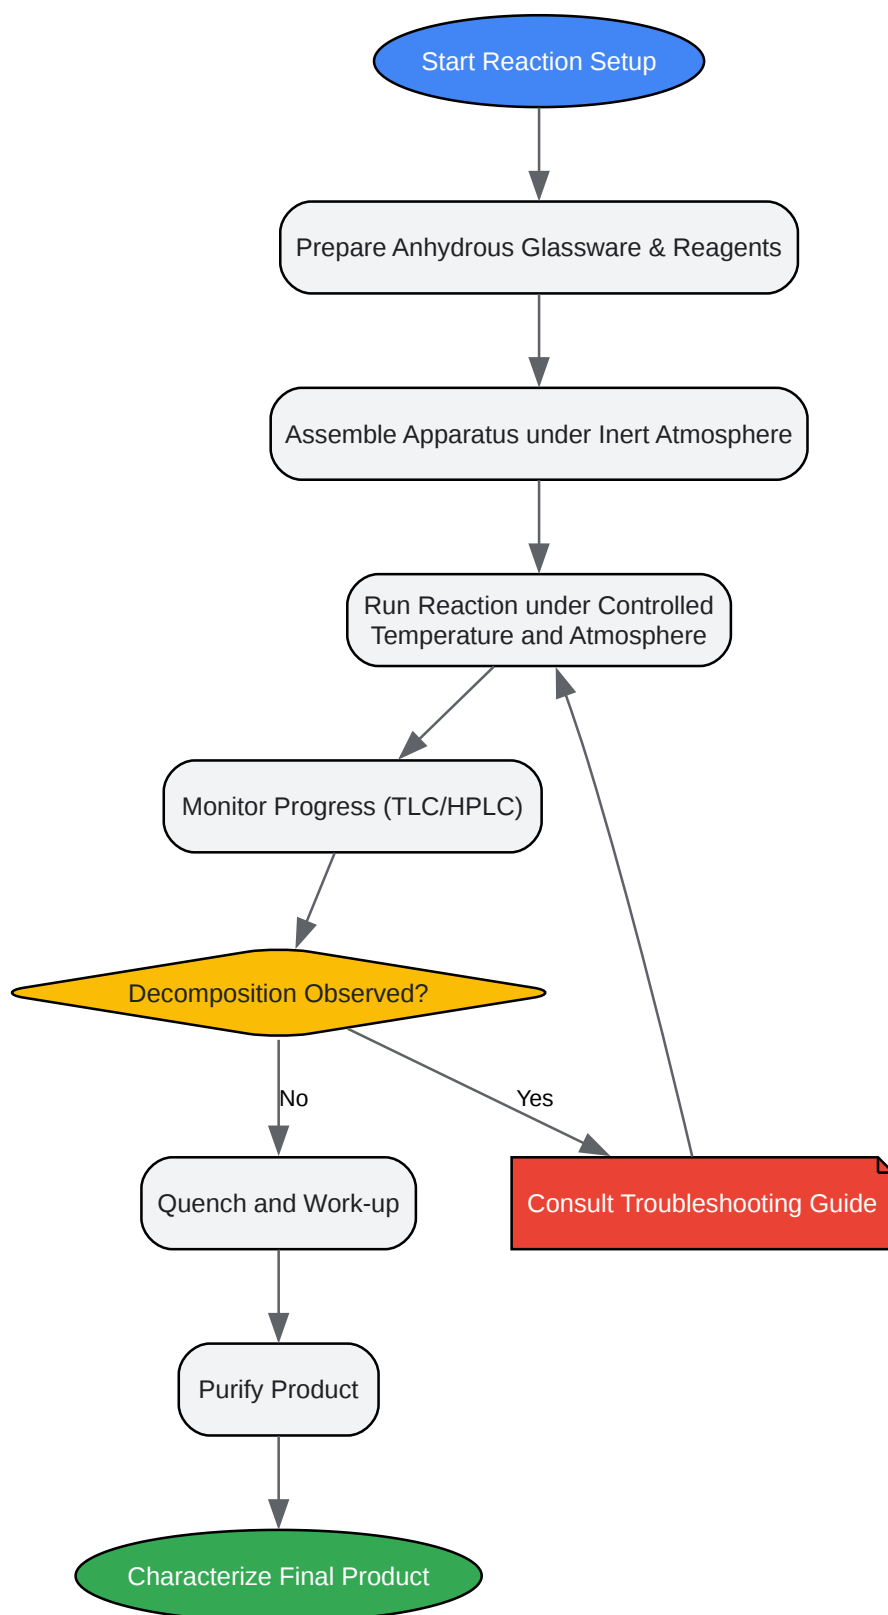 Start Reaction Setup
Prepare Anhydrous Glassware & Reagents
Assemble Apparatus under Inert Atmosphere
Run Reaction under Controlled
Temperature and Atmosphere
Monitor Progress (TLC/HPLC)
Decomposition Observed?
No
Yes
Quench and Work-up
Consult Troubleshooting Guide
Purify Product
Characterize Final Product